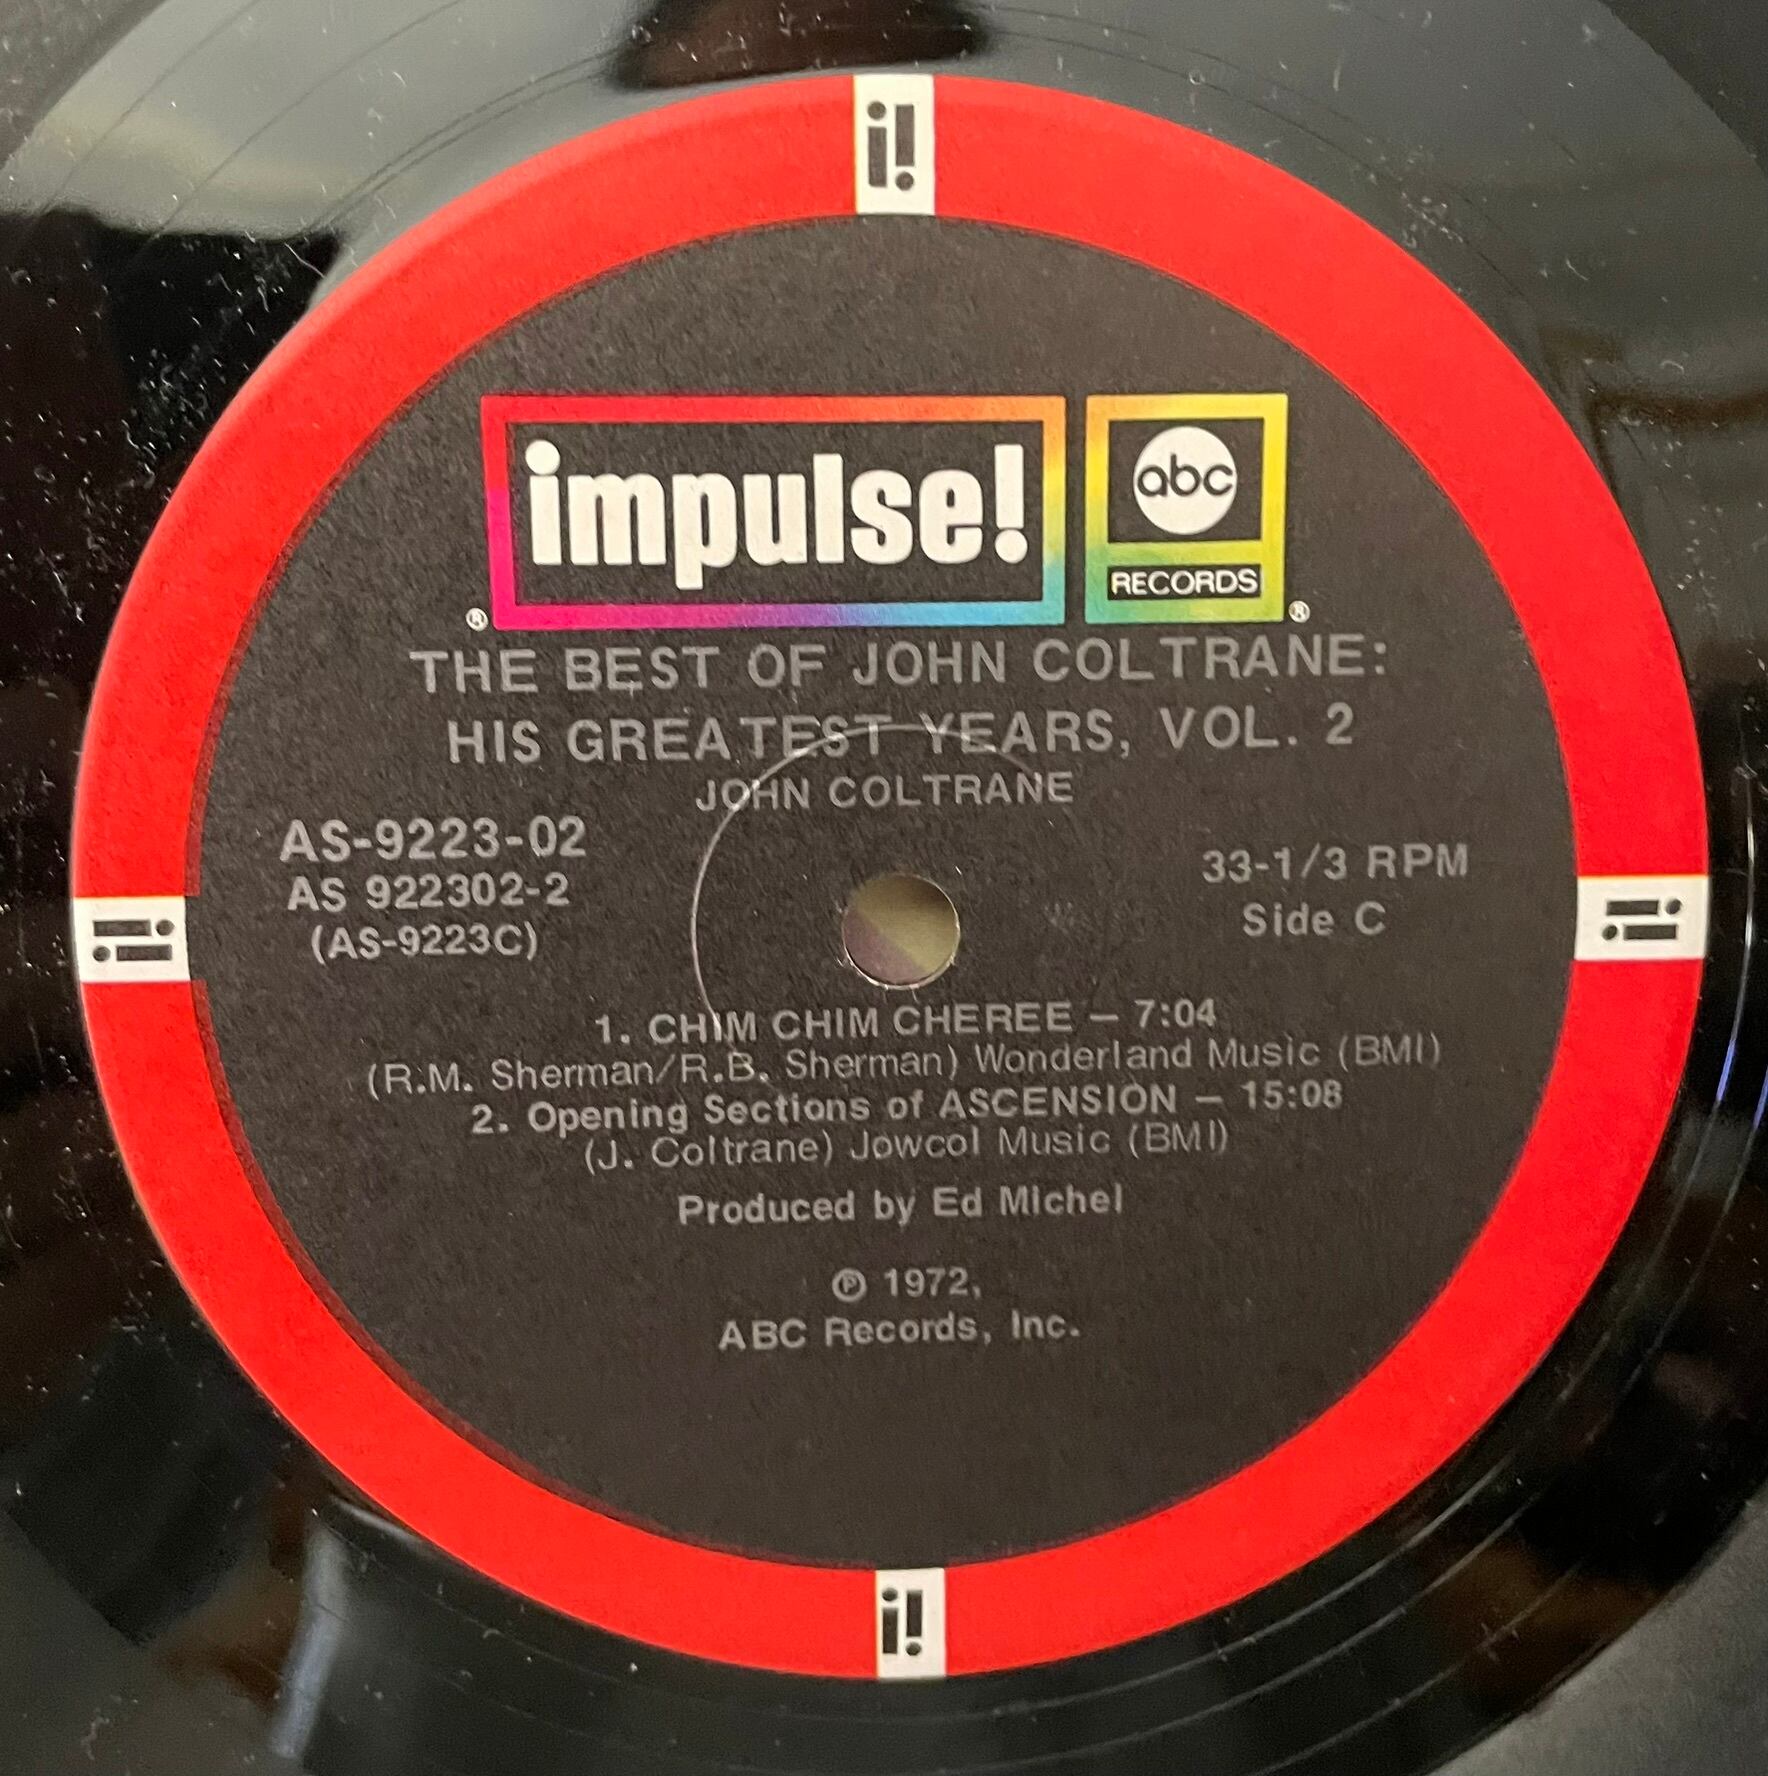 i!
impulse!
abc
RECORDS
®
®
THE BEST OF JOHN COLTRANE:
HIS GREATEST YEARS, VOL. 2
JOHN COLTRANE
AS-9223-02
AS 922302-2
(AS-9223C)
33-1/3 RPM
Side C
i!
i!
1. CHIM CHIM CHEREE — 7:04
(R.M. Sherman/R.B. Sherman) Wonderland Music (BMI)
2. Opening Sections of ASCENSION — 15:08
(J. Coltrane) Jowcol Music (BMI)
Produced by Ed Michel
℗ 1972,
ABC Records, Inc.
i!